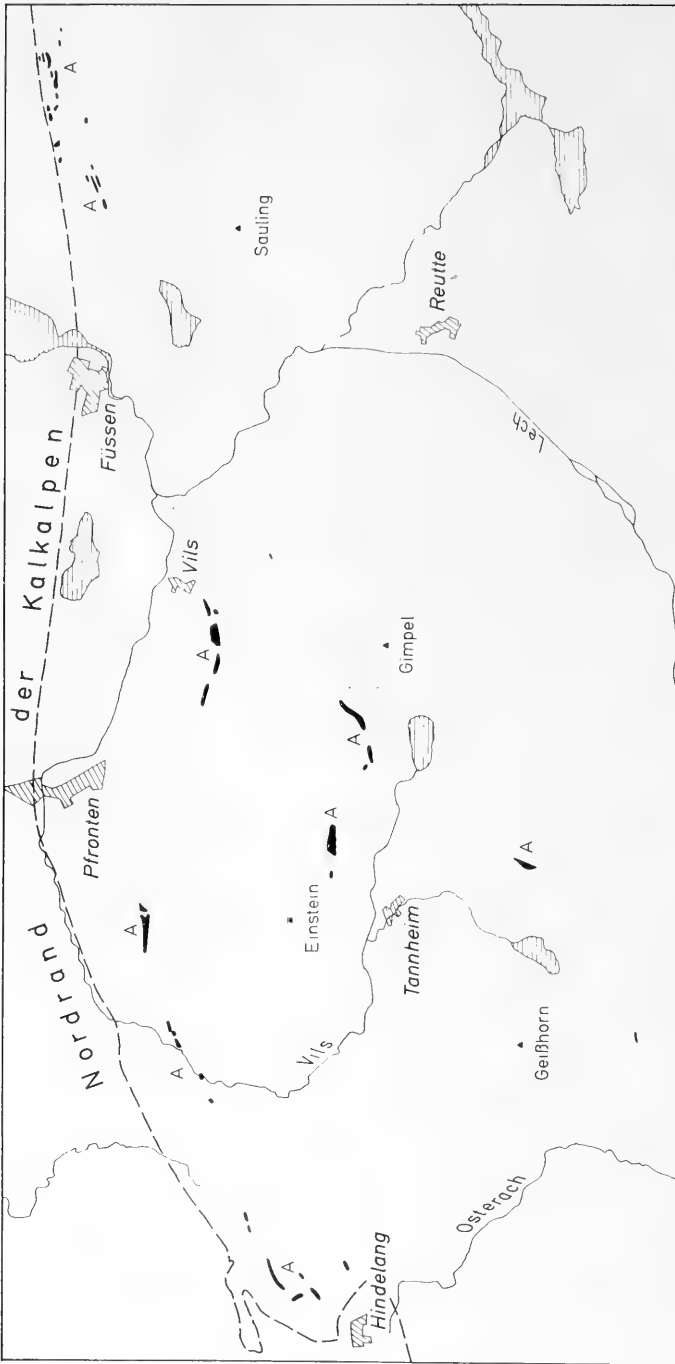 Nordrand der Kalkalpen
A
A
Pfronten
Füssen
A
A
A
Vils
Sauling
A
Einstein
Vils
A
A
Hindelang
Tannheim
Gimpel
Reutte
Osterach
A
Lech
Geißhorn